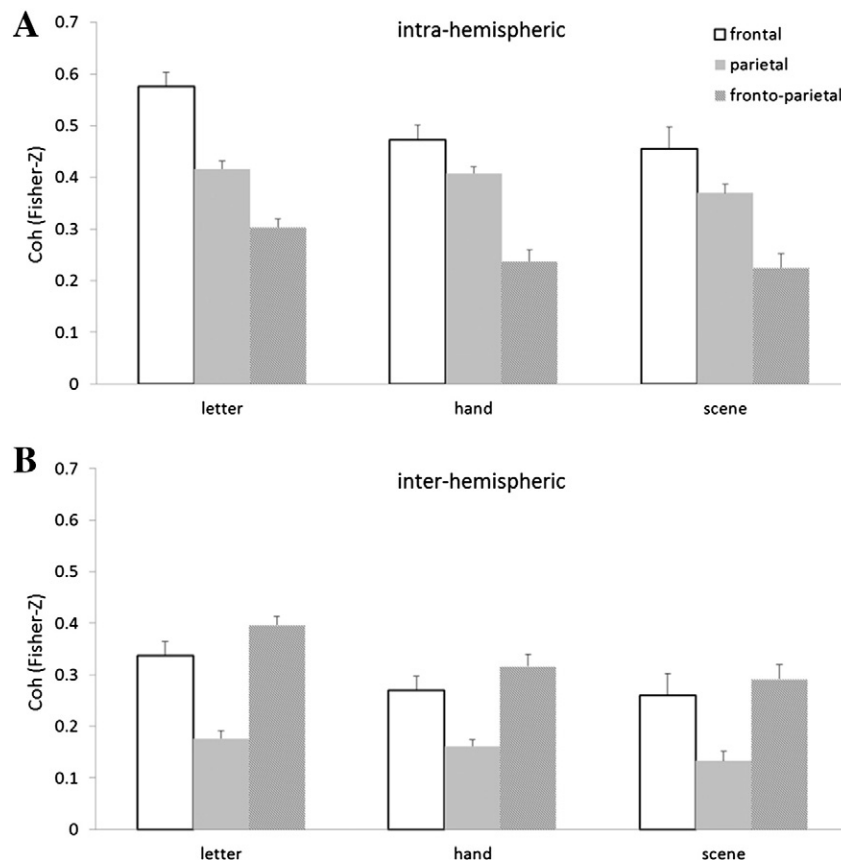 A
intra-hemispheric
frontal
parietal
fronto-parietal
Coh (Fisher-Z)
0.7
0.6
0.5
0.4
0.3
0.2
0.1
0
letter hand scene
B
inter-hemispheric
Coh (Fisher-Z)
0.7
0.6
0.5
0.4
0.3
0.2
0.1
0
letter hand scene